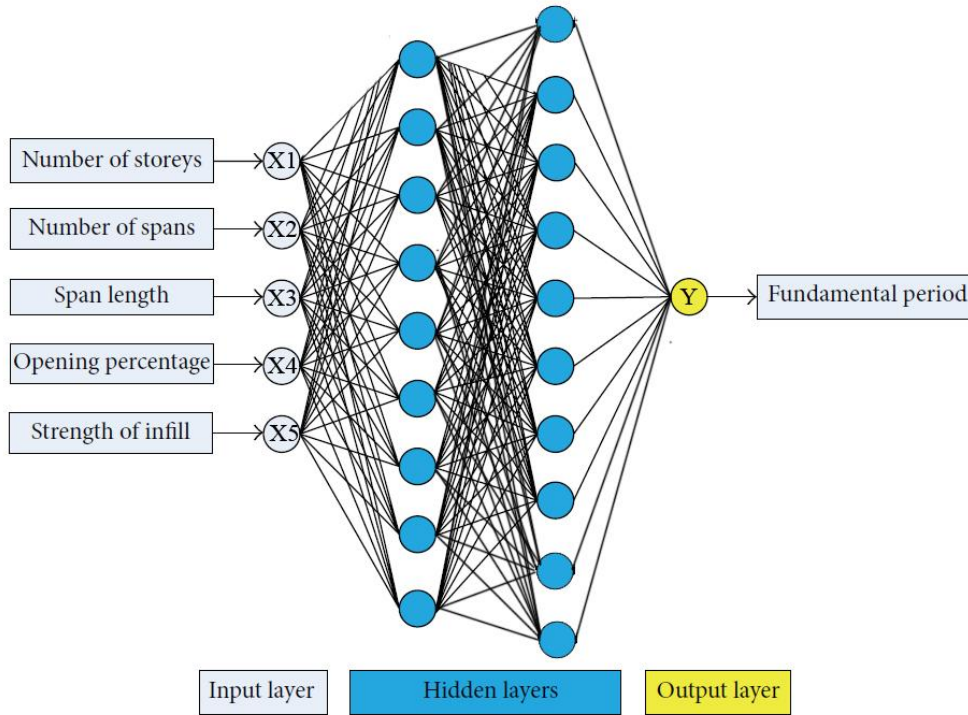 Number of storeys
X1
Number of spans
X2
Span length
X3
Y
Fundamental period
Opening percentage
X4
Strength of infill
X5
Input layer
Hidden layers
Output layer